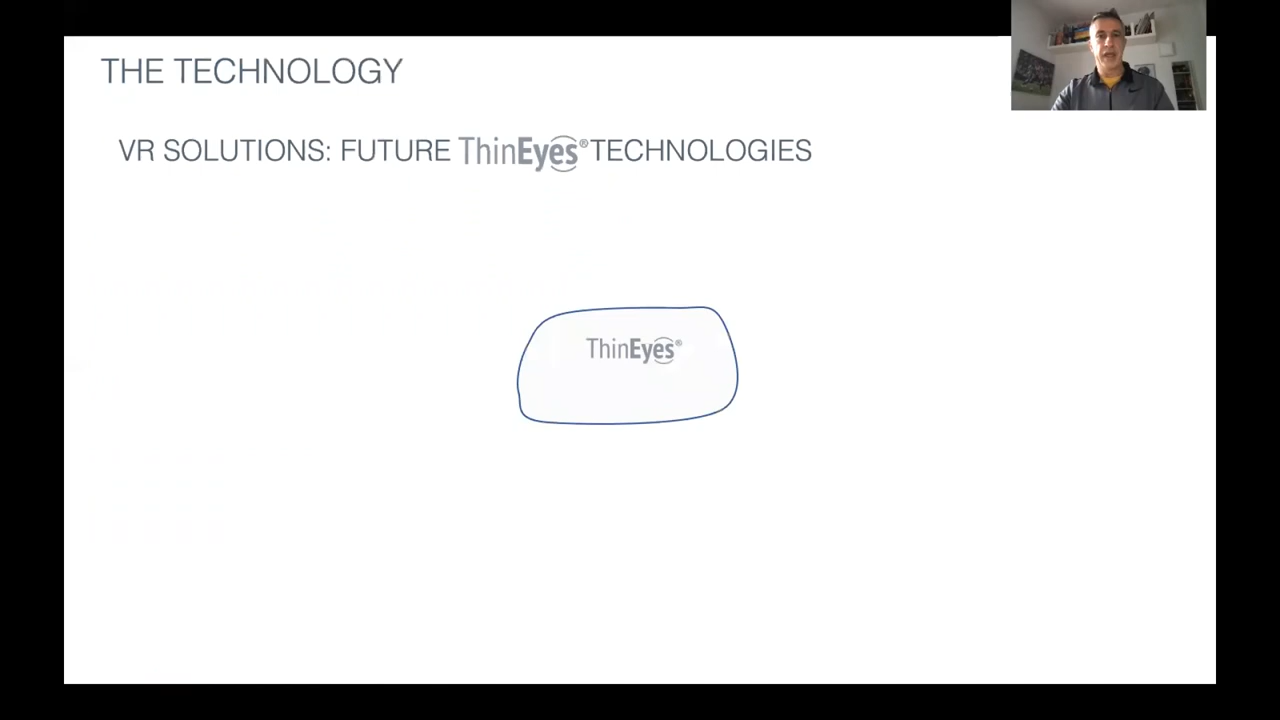 THE TECHNOLOGY
VR SOLUTIONS: FUTURE ThinEyes® TECHNOLOGIES
ThinEyes®